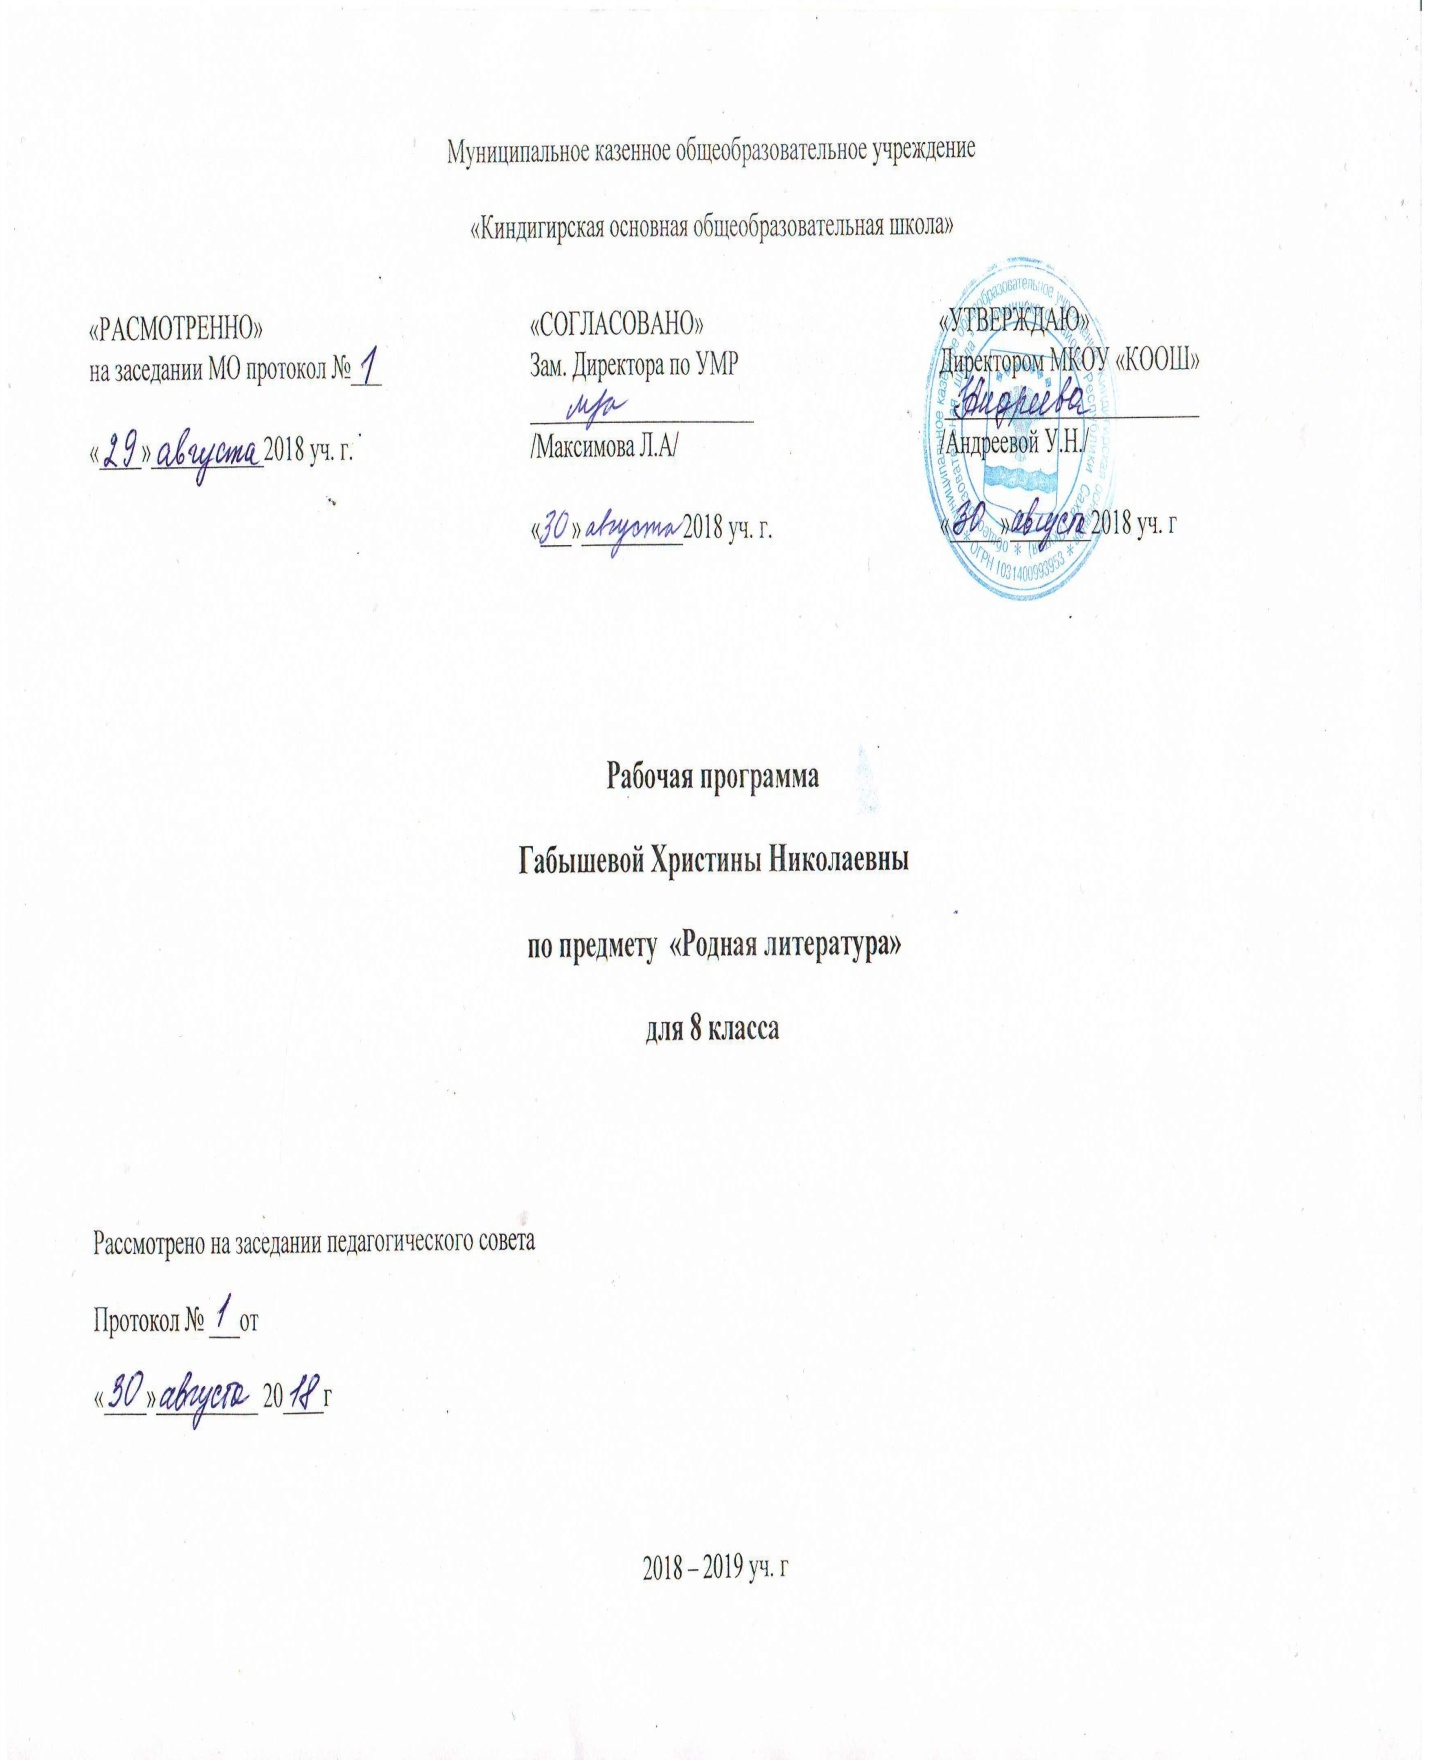 Муниципальное казенное общеобразовательное учреждение
«Киндигирская основная общеобразовательная школа»
«РАСМОТРЕННО»
на заседании МО протокол № 1
«29» августа 2018 уч. г.
«СОГЛАСОВАНО»
Зам. Директора по УМР
/Максимова Л.А/
«30» августа 2018 уч. г.
«УТВЕРЖДАЮ»
Директором МКОУ «КООШ»
Андреева
/Андреевой У.Н./
«30» августа 2018 уч. г
ОГРН 1031400993953
Рабочая программа
Габышевой Христины Николаевны
по предмету «Родная литература»
для 8 класса
Рассмотрено на заседании педагогического совета
Протокол № 1 от
«30» августа 2018 г
2018 – 2019 уч. г